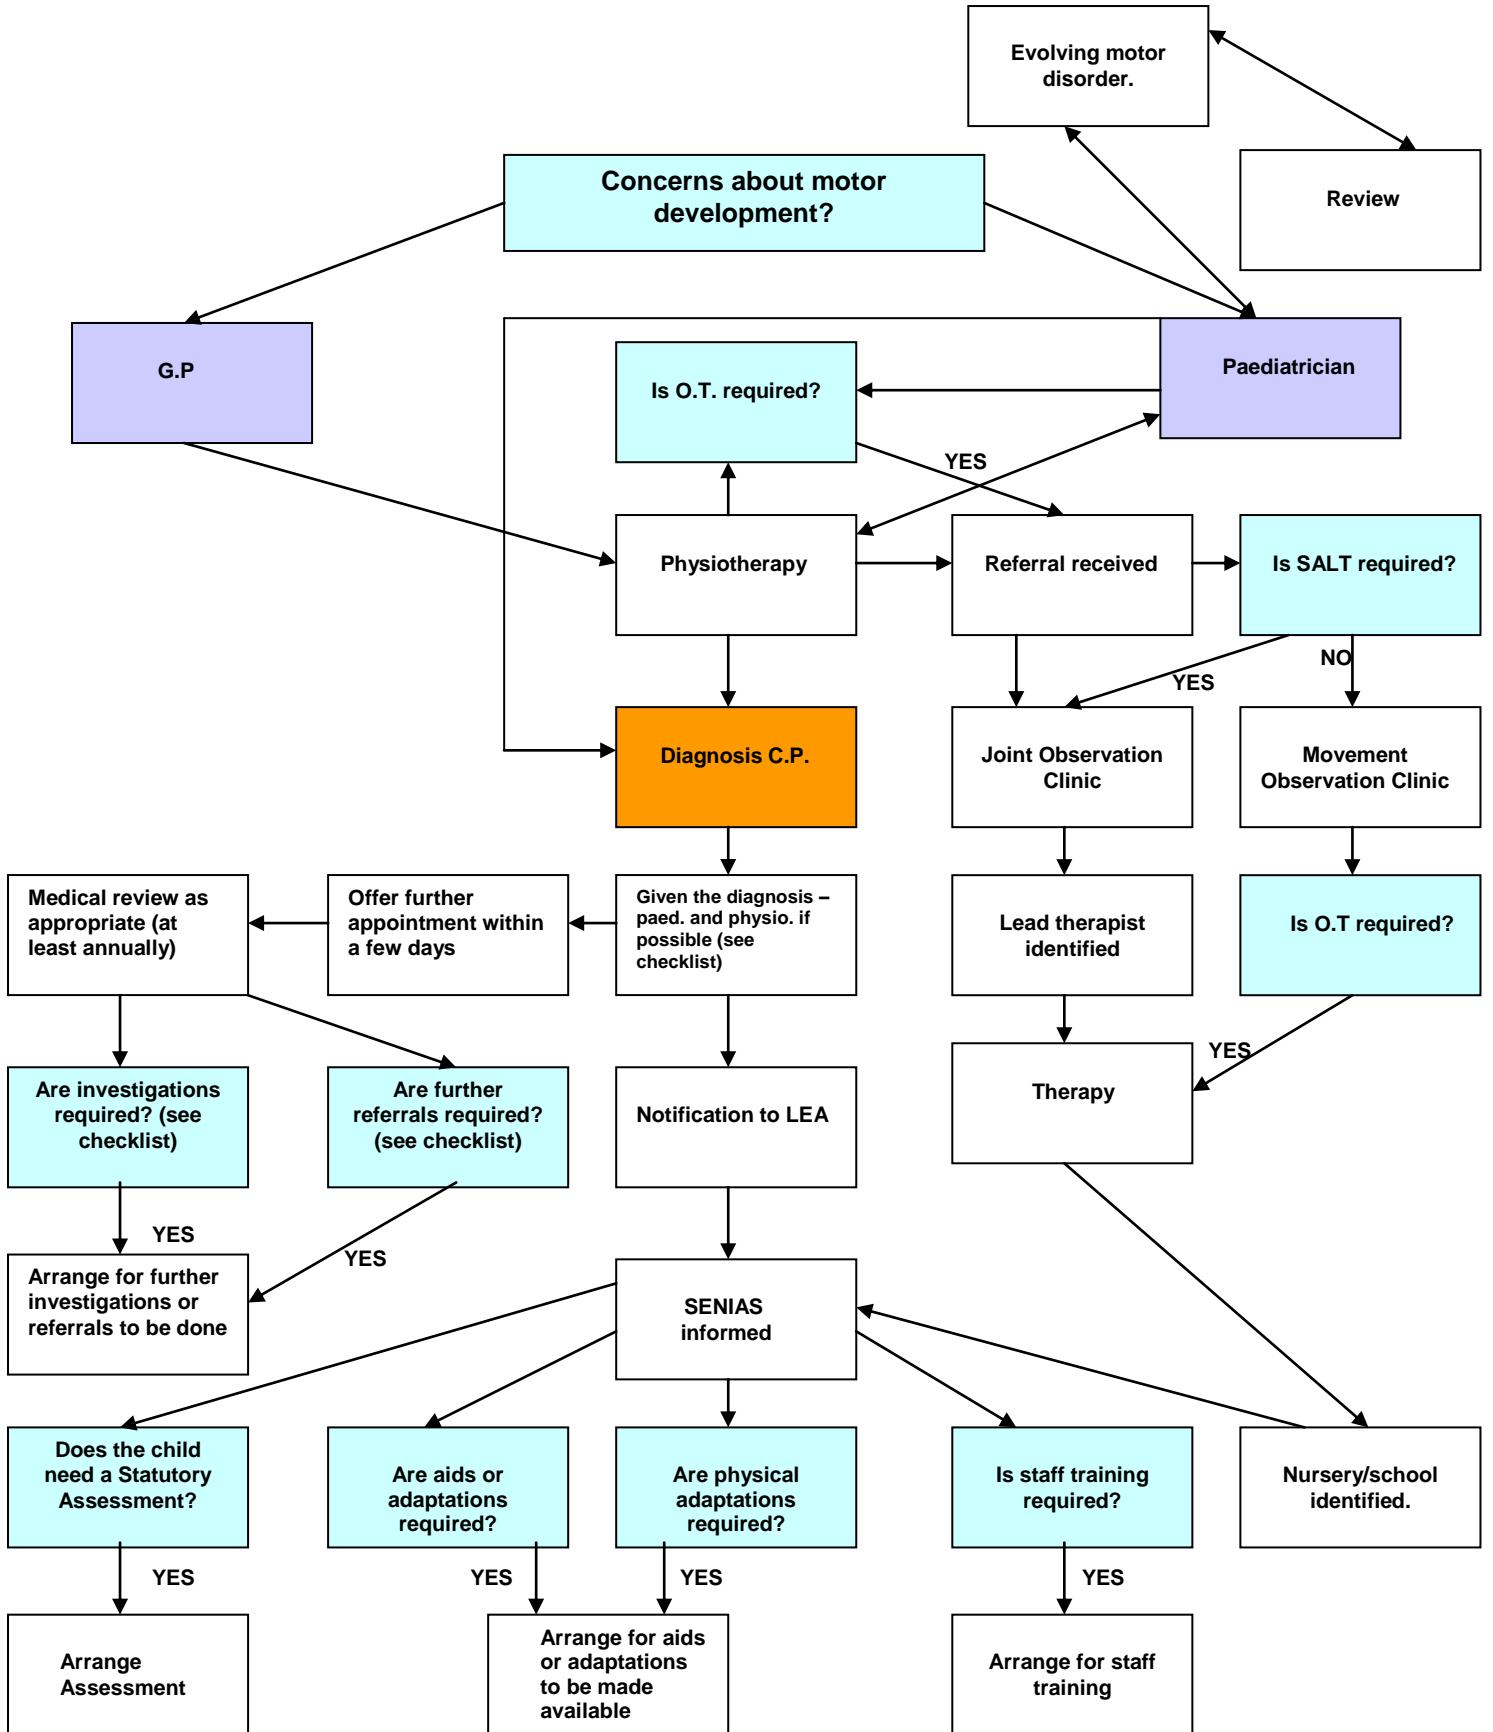 Evolving motor
disorder.
Concerns about motor
development?
Review
G.P
Is O.T. required?
Paediatrician
YES
Physiotherapy
Referral received
Is SALT required?
NO
YES
Diagnosis C.P.
Joint Observation
Clinic
Movement
Observation Clinic
Medical review as
appropriate (at
least annually)
Offer further
appointment within
a few days
Given the diagnosis –
paed. and physio. if
possible (see
checklist)
Lead therapist
identified
Is O.T required?
YES
Are investigations
required? (see
checklist)
Are further
referrals required?
(see checklist)
Notification to LEA
Therapy
YES
YES
Arrange for further
investigations or
referrals to be done
SENIAS
informed
Does the child
need a Statutory
Assessment?
Are aids or
adaptations
required?
Are physical
adaptations
required?
Is staff training
required?
Nursery/school
identified.
YES
YES
YES
YES
Arrange
Assessment
Arrange for aids
or adaptations
to be made
available
Arrange for staff
training